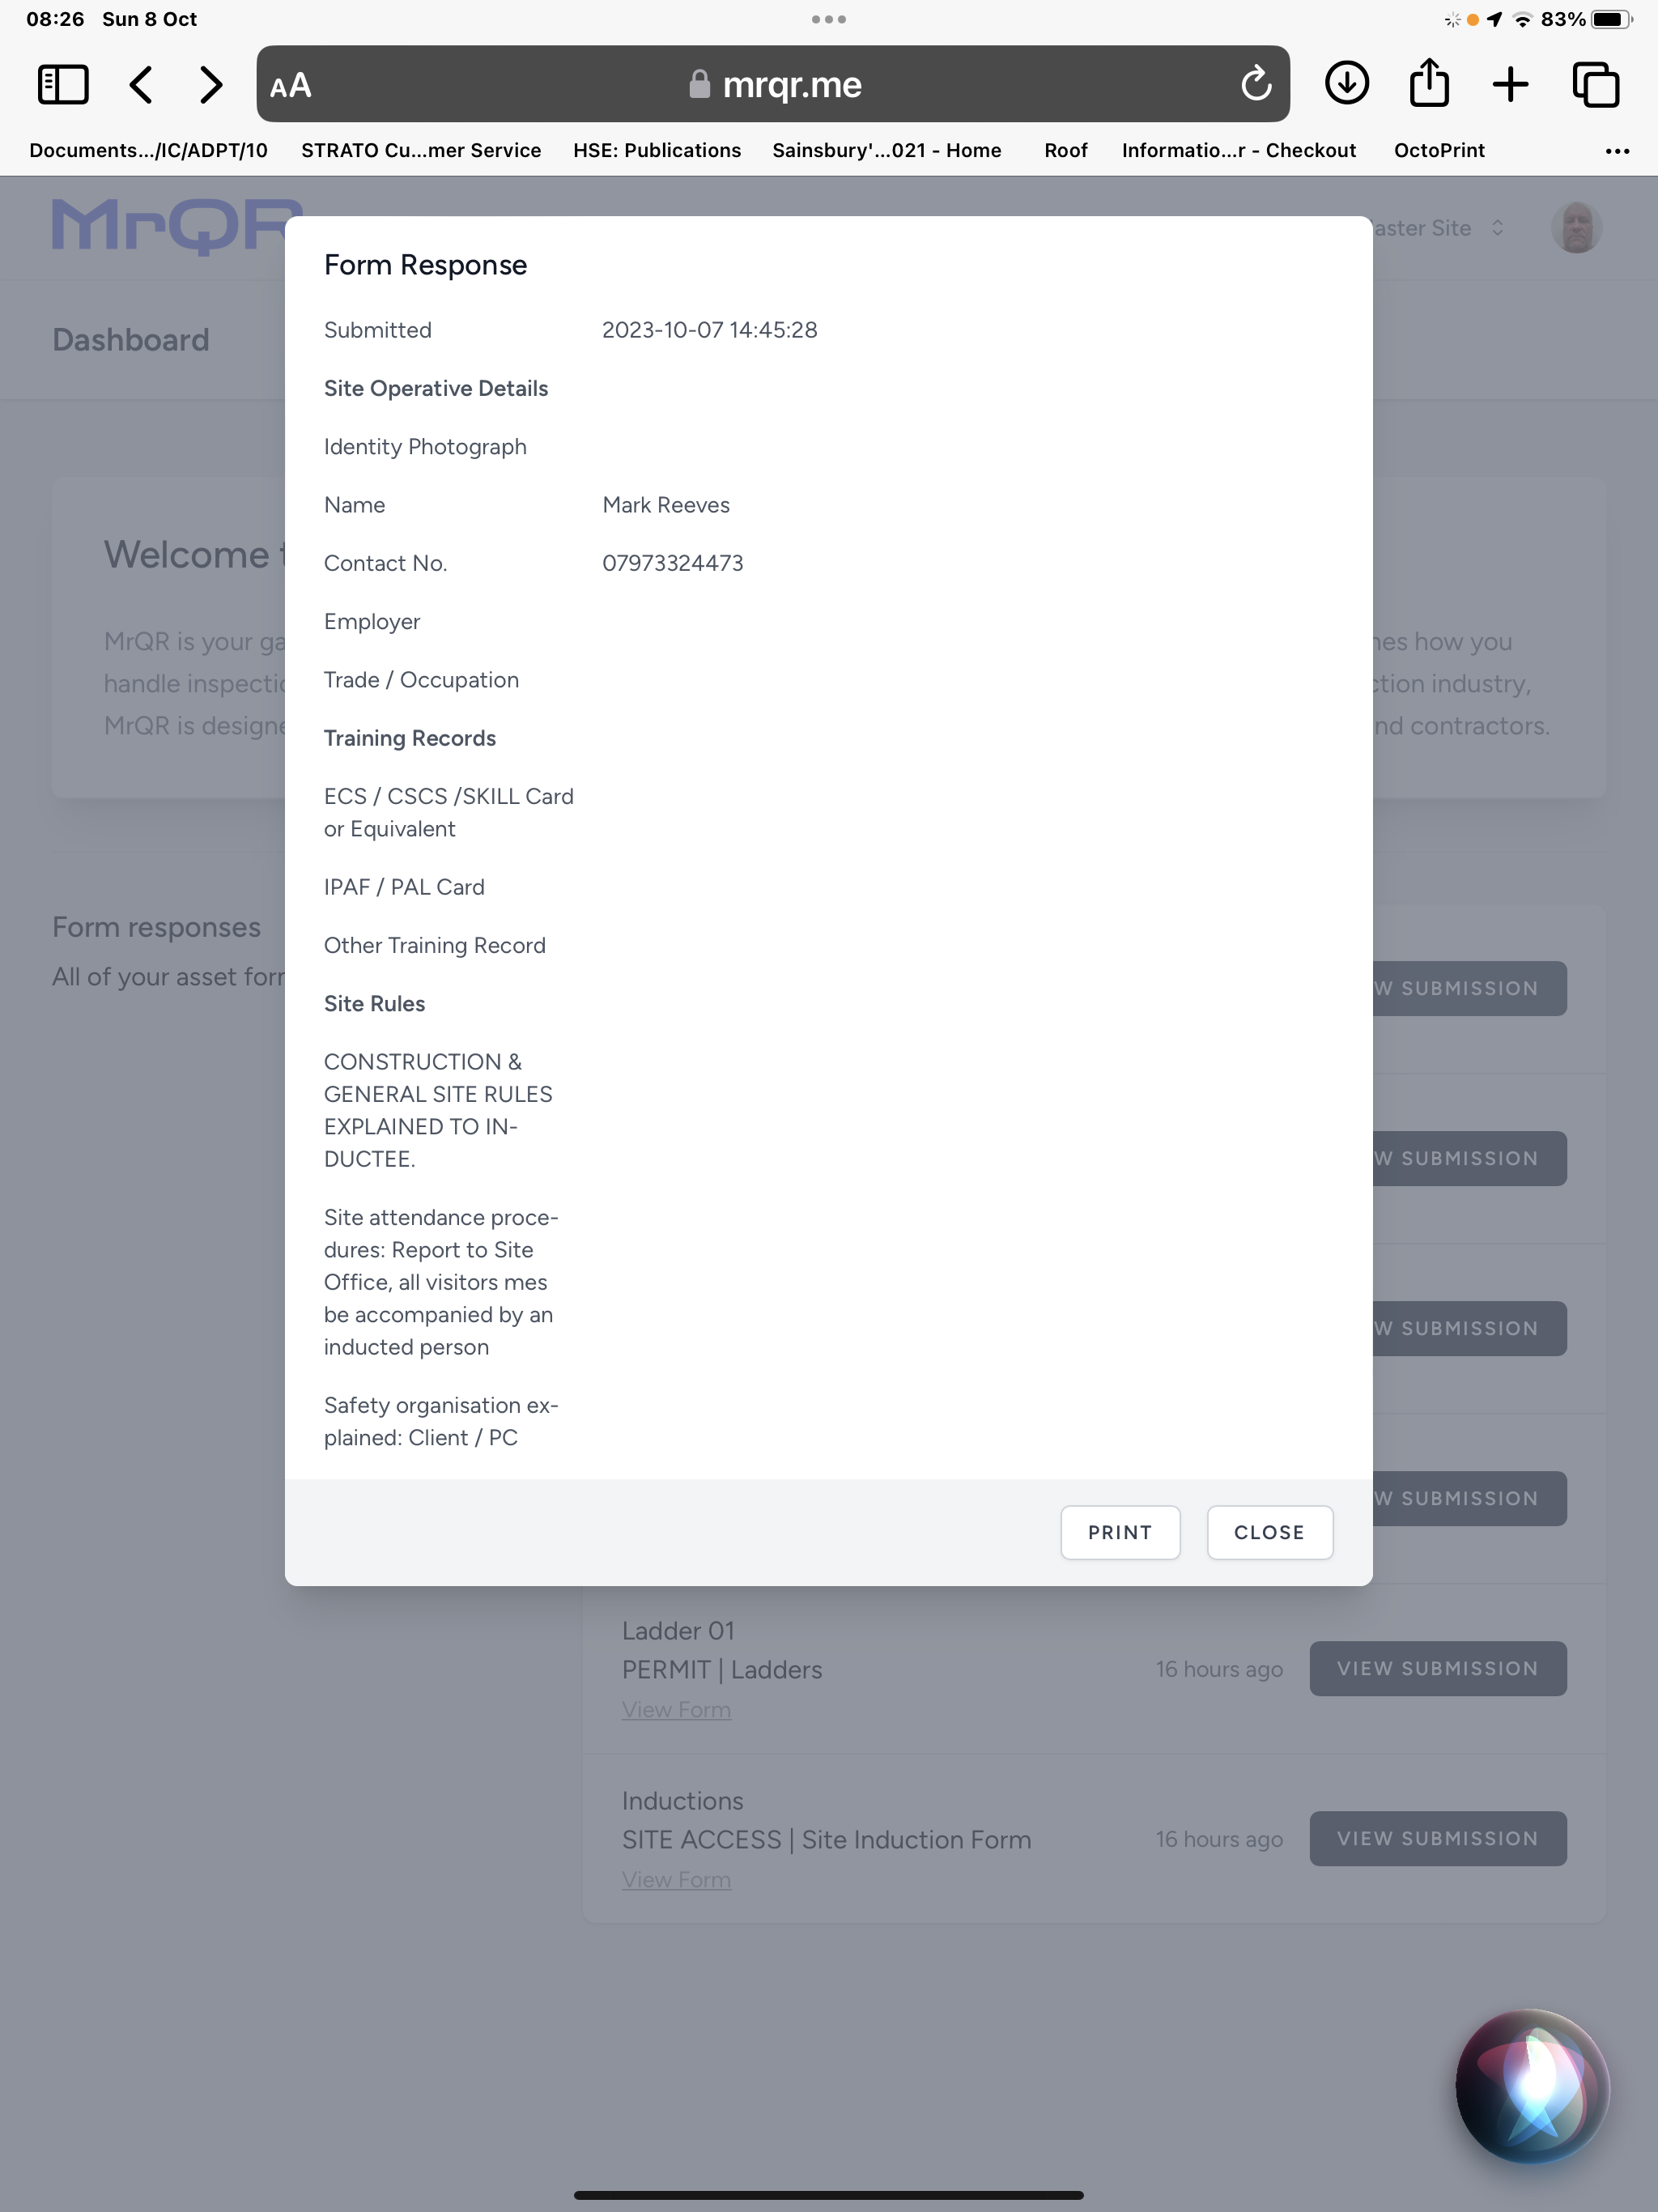 08:26 Sun 8 Oct
83%
AA
mrqr.me
Documents.../IC/ADPT/10 STRATO Cu...mer Service HSE: Publications Sainsbury'...021 - Home Roof Informatio...r - Checkout OctoPrint
MrQR
aster Site
Dashboard
Welcome t
MrQR is your ga
nes how you
handle inspectio
ction industry,
MrQR is designe
nd contractors.
Form responses
All of your asset for
Form Response
Submitted 2023-10-07 14:45:28
Site Operative Details
Identity Photograph
Name Mark Reeves
Contact No. 07973324473
Employer
Trade / Occupation
Training Records
ECS / CSCS /SKILL Card
or Equivalent
IPAF / PAL Card
Other Training Record
Site Rules
CONSTRUCTION &
GENERAL SITE RULES
EXPLAINED TO IN-
DUCTEE.
Site attendance proce-
dures: Report to Site
Office, all visitors mes
be accompanied by an
inducted person
Safety organisation ex-
plained: Client / PC
PRINT CLOSE
W SUBMISSION
W SUBMISSION
W SUBMISSION
W SUBMISSION
Ladder 01
PERMIT | Ladders
View Form
16 hours ago VIEW SUBMISSION
Inductions
SITE ACCESS | Site Induction Form
View Form
16 hours ago VIEW SUBMISSION